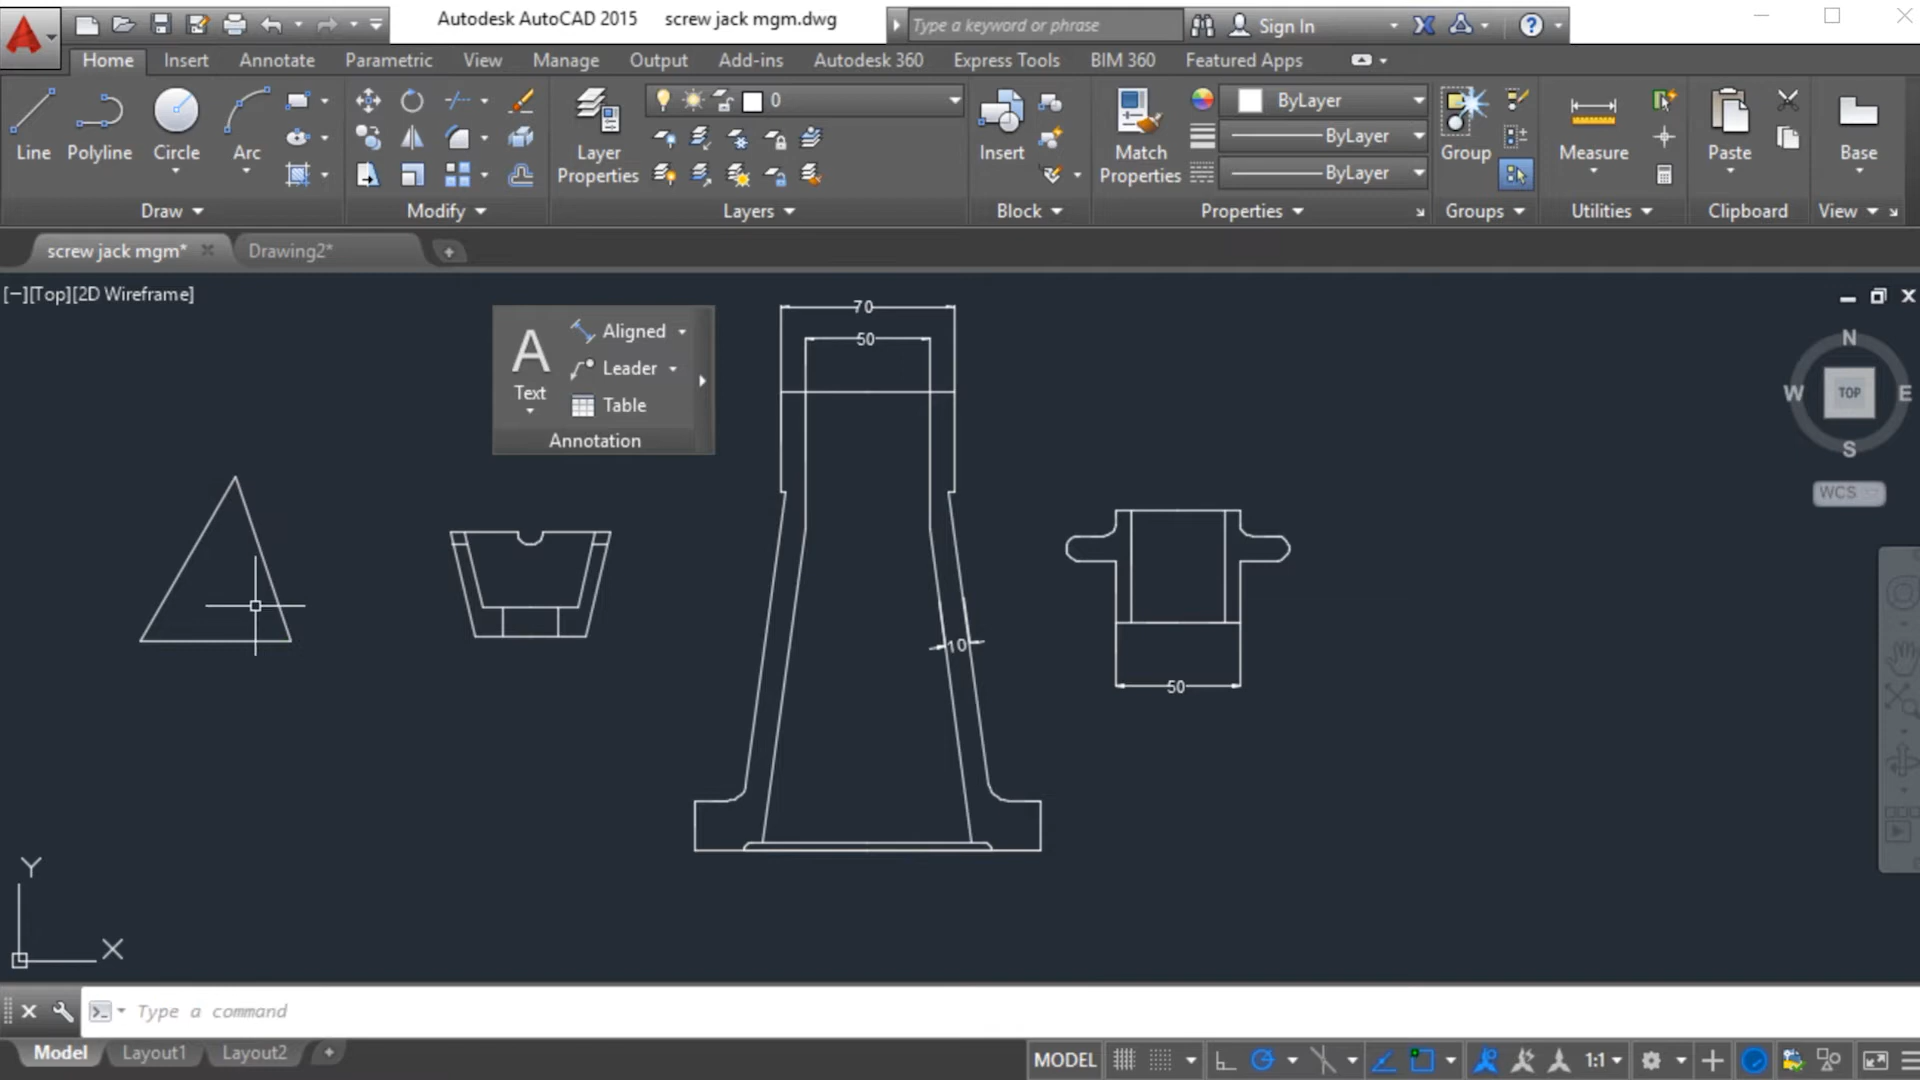 Autodesk AutoCAD 2015 screw jack mgm.dwg
Type a keyword or phrase
Sign In
Home Insert Annotate Parametric View Manage Output Add-ins Autodesk 360 Express Tools BIM 360 Featured Apps
Line Polyline Circle Arc
Draw
Modify
Layer Properties
0
Layers
Insert
Block
Match Properties
ByLayer
ByLayer
ByLayer
Properties
Group
Groups
Measure
Utilities
Paste
Clipboard
Base
View
screw jack mgm* Drawing2*
[−][Top][2D Wireframe]
Text
A
Aligned
Leader
Table
Annotation
70
50
10
50
N
W TOP E
S
WCS
Y
X
Type a command
Model Layout1 Layout2
MODEL 1:1